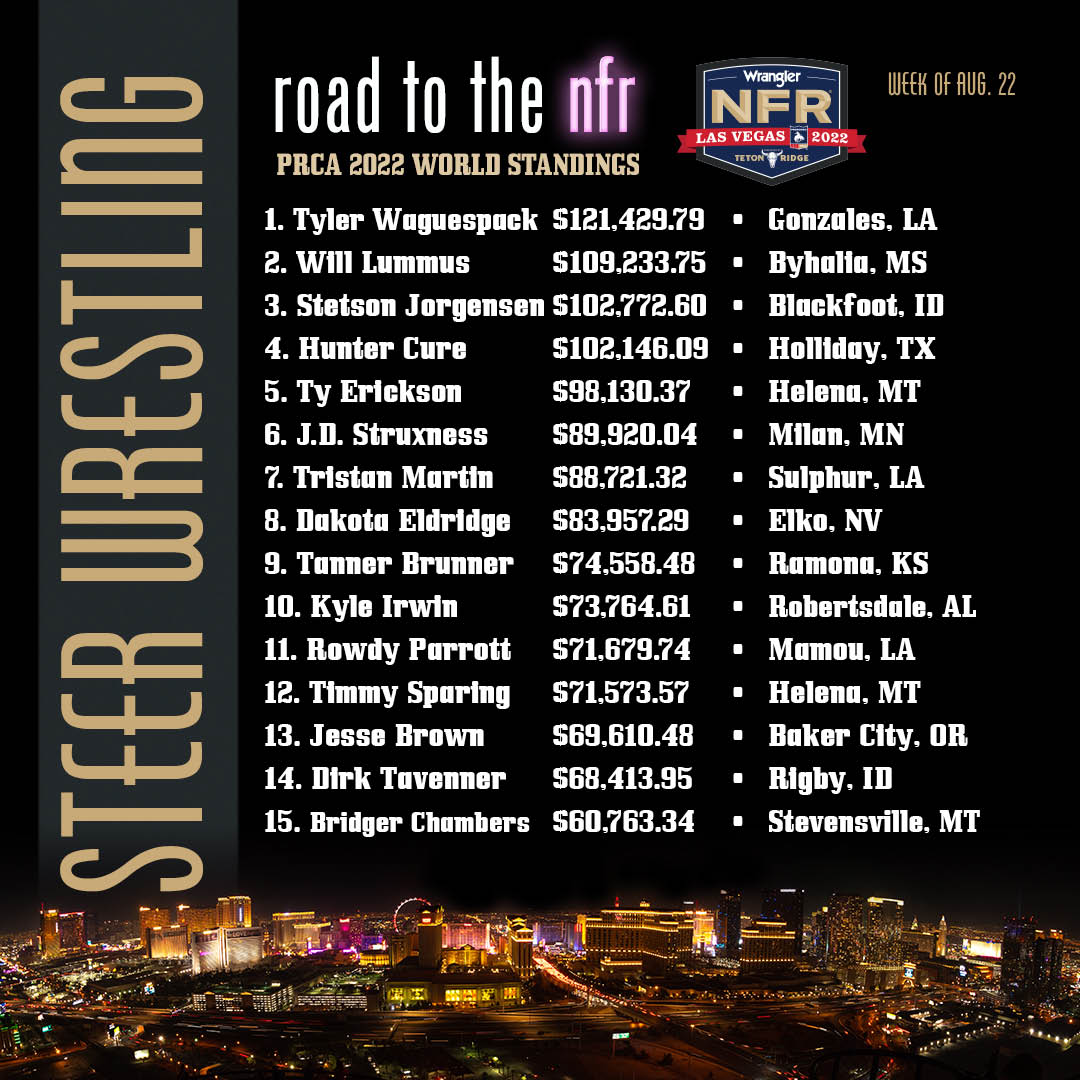 STEER WRESTLING
road to the nfr
PRCA 2022 WORLD STANDINGS
Wrangler
NFR
LAS VEGAS 2022
TETON RIDGE
WEEK OF AUG. 22
1. Tyler Waguespack $121,429.79 • Gonzales, LA
2. Will Lummus $109,233.75 • Byhalia, MS
3. Stetson Jorgensen $102,772.60 • Blackfoot, ID
4. Hunter Cure $102,146.09 • Holliday, TX
5. Ty Erickson $98,130.37 • Helena, MT
6. J.D. Struxness $89,920.04 • Milan, MN
7. Tristan Martin $88,721.32 • Sulphur, LA
8. Dakota Eldridge $83,957.29 • Elko, NV
9. Tanner Brunner $74,558.48 • Ramona, KS
10. Kyle Irwin $73,764.61 • Robertsdale, AL
11. Rowdy Parrott $71,679.74 • Mamou, LA
12. Timmy Sparing $71,573.57 • Helena, MT
13. Jesse Brown $69,610.48 • Baker City, OR
14. Dirk Tavenner $68,413.95 • Rigby, ID
15. Bridger Chambers $60,763.34 • Stevensville, MT